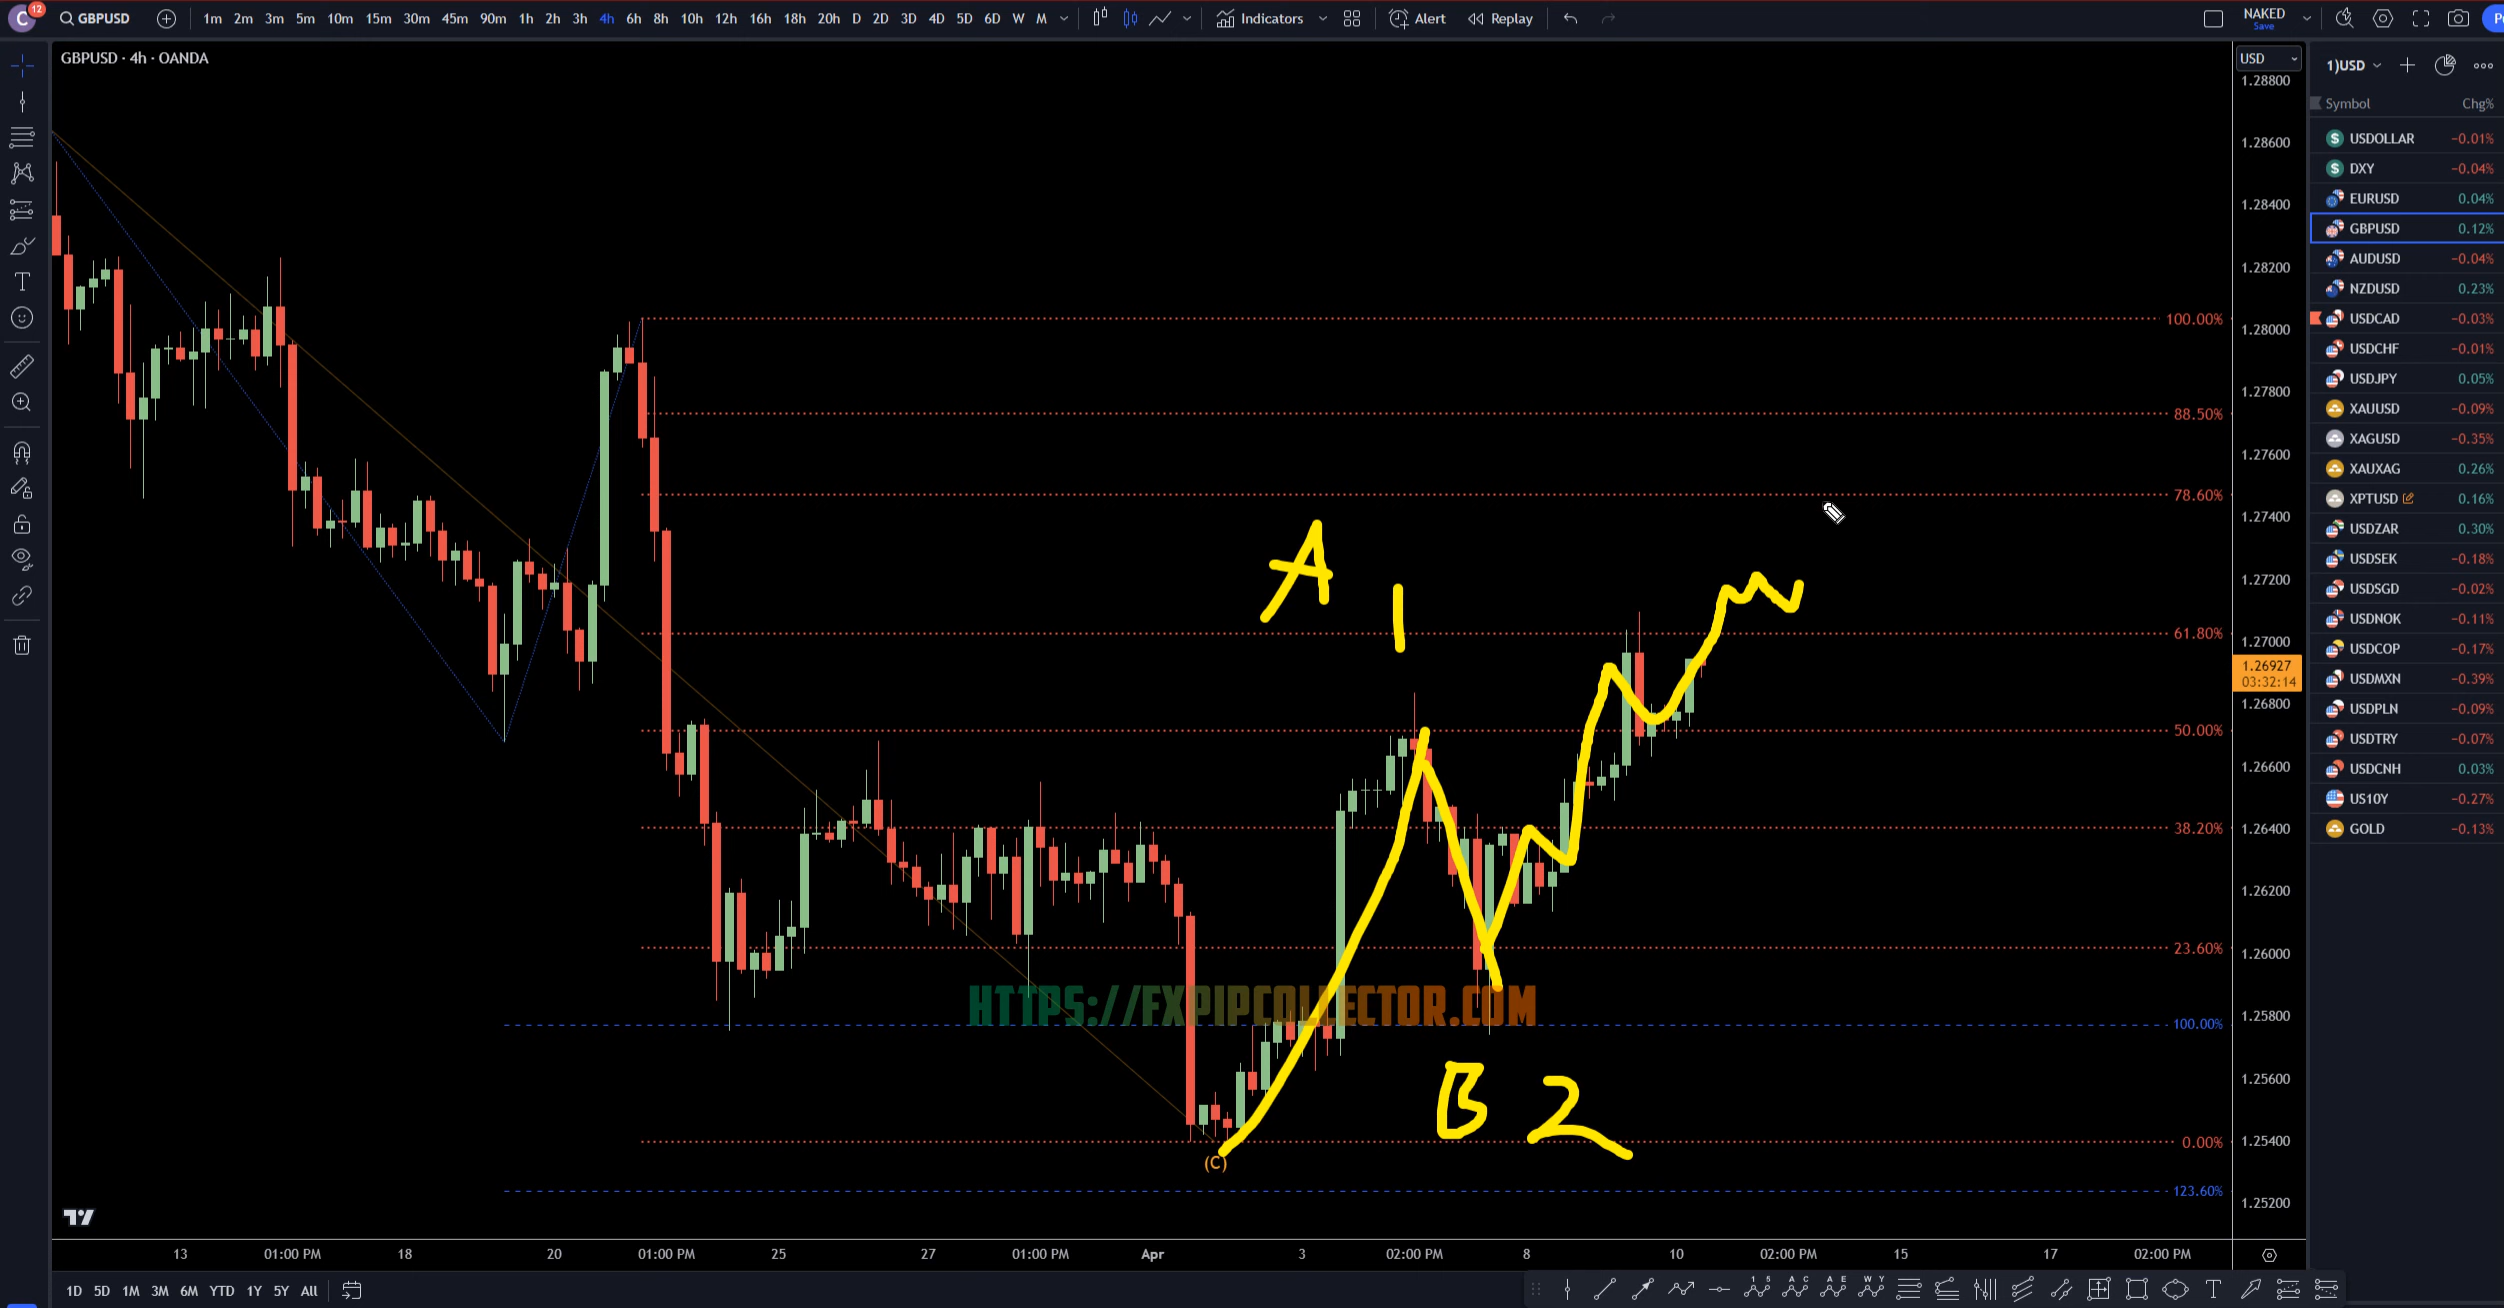 C 12 GBPUSD 1m 2m 3m 5m 10m 15m 30m 45m 90m 1h 2h 3h 4h 6h 8h 10h 12h 16h 18h 20h D 2D 3D 4D 5D 6D W M Indicators Alert Replay NAKED
Save
GBPUSD · 4h · OANDA
USD
1)USD
Symbol Chg%
1.28800
1.28600
1.28400
1.28200
1.28000
1.27800
1.27600
1.27400
1.27200
1.27000
1.26927
03:32:14
1.26800
1.26600
1.26400
1.26200
1.26000
1.25800
1.25600
1.25400
1.25200
USDOLLAR −0.01%
DXY −0.04%
EURUSD 0.04%
GBPUSD 0.12%
AUDUSD −0.04%
NZDUSD 0.23%
USDCAD −0.03%
USDCHF −0.01%
USDJPY 0.05%
XAUUSD −0.09%
XAGUSD −0.35%
XAUXAG 0.26%
XPTUSD 0.16%
USDZAR 0.30%
USDSEK −0.18%
USDSGD −0.02%
USDNOK −0.11%
USDCOP −0.17%
USDMXN −0.39%
USDPLN −0.09%
USDTRY −0.07%
USDCNH 0.03%
US10Y −0.27%
GOLD −0.13%
100.00%
88.50%
78.60%
61.80%
50.00%
38.20%
23.60%
100.00%
0.00%
123.60%
A 1
HTTPS://FXPIPCOLLECTOR.COM
B 2
(C)
13 01:00 PM 18 20 01:00 PM 25 27 01:00 PM Apr 3 02:00 PM 8 10 02:00 PM 15 17 02:00 PM
1D 5D 1M 3M 6M YTD 1Y 5Y All